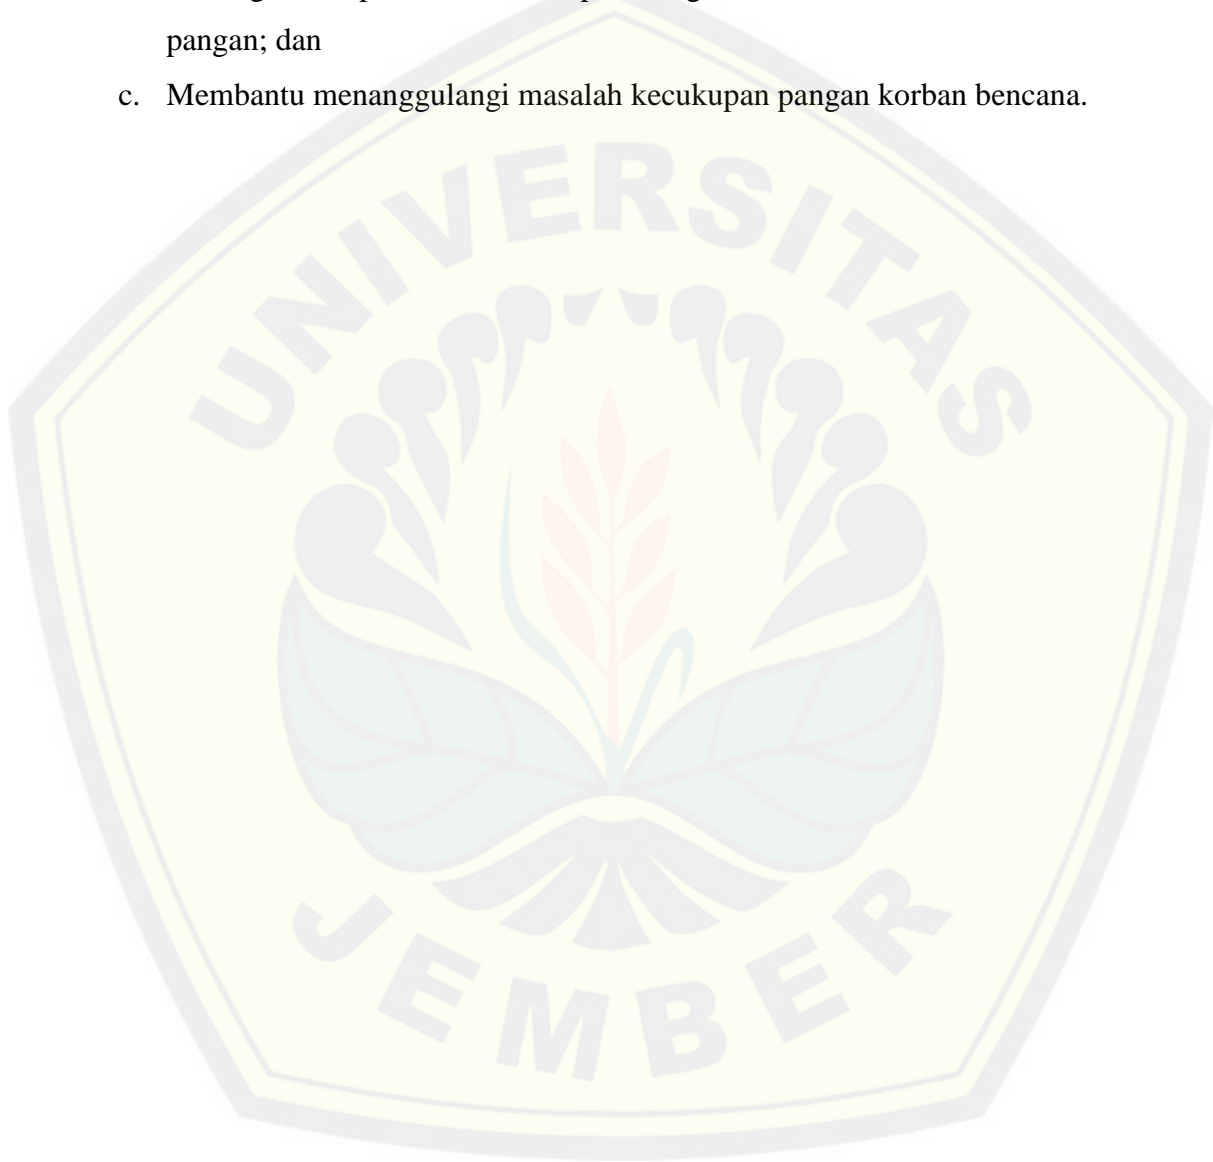 pangan; dan
c. Membantu menanggulangi masalah kecukupan pangan korban bencana.
UNIVERSITAS
JEMBER